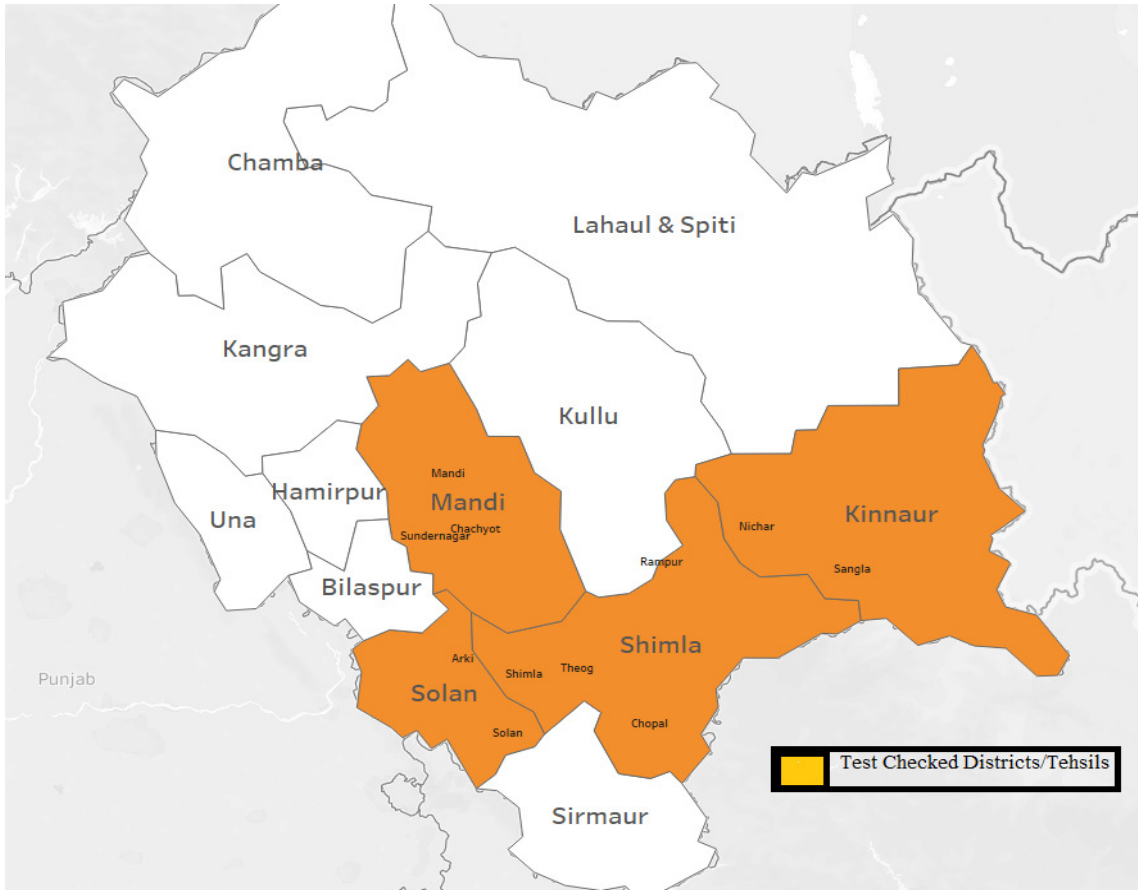 Chamba
Lahaul & Spiti
Kangra
Kullu
Mandi
Mandi
Chachyot
Sundernagar
Hamirpur
Una
Bilaspur
Nichar
Kinnaur
Sangla
Rampur
Shimla
Arki
Shimla
Theog
Solan
Solan
Chopal
Punjab
Test Checked Districts/Tehsils
Sirmaur